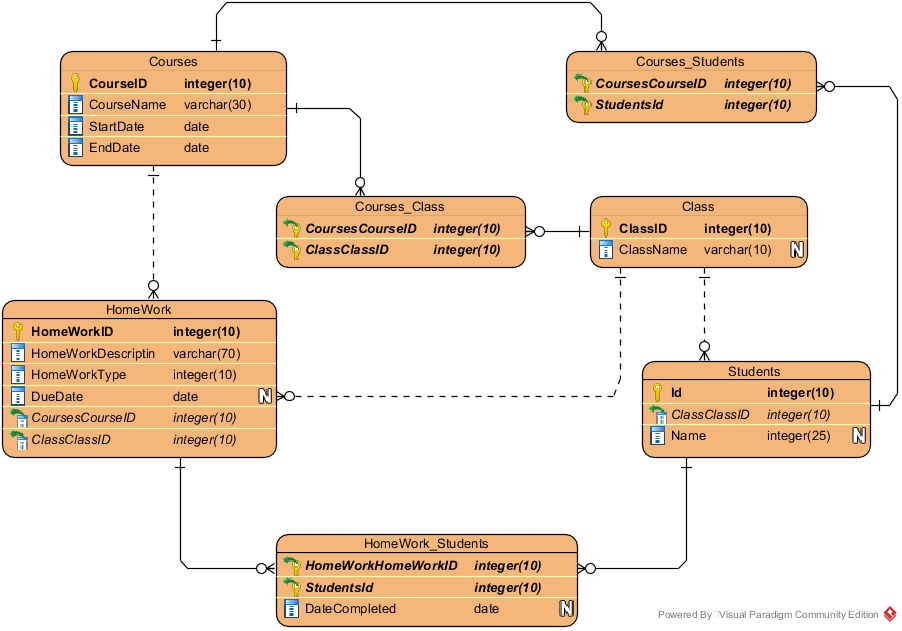 Courses
CourseID integer(10)
CourseName varchar(30)
StartDate date
EndDate date
Courses_Students
CoursesCourseID integer(10)
StudentsId integer(10)
Courses_Class
CoursesCourseID integer(10)
ClassClassID integer(10)
Class
ClassID integer(10)
ClassName varchar(10) N
HomeWork
HomeWorkID integer(10)
HomeWorkDescriptin varchar(70)
HomeWorkType integer(10)
DueDate date N
CoursesCourseID integer(10)
ClassClassID integer(10)
Students
Id integer(10)
ClassClassID integer(10)
Name integer(25) N
HomeWork_Students
HomeWorkHomeWorkID integer(10)
StudentsId integer(10)
DateCompleted date N
Powered By Visual Paradigm Community Edition